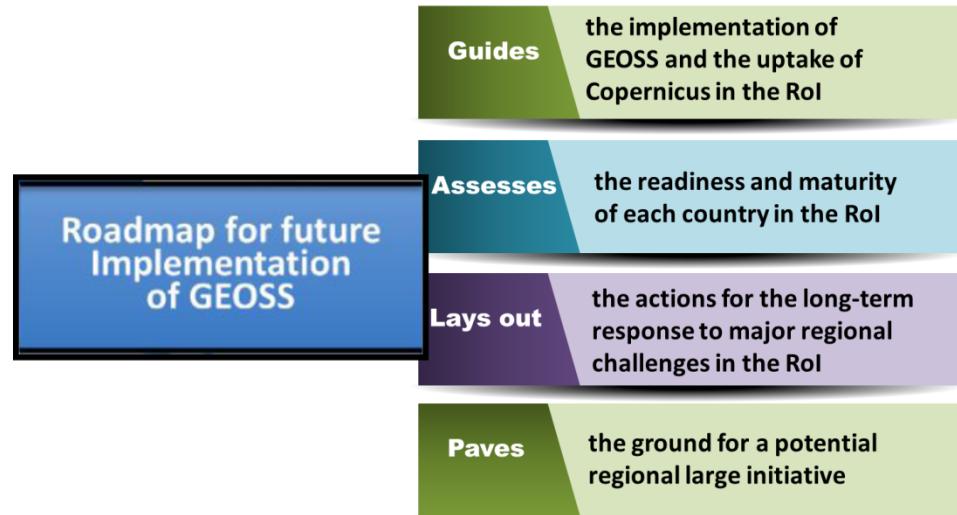 Roadmap for future
Implementation
of GEOSS
Guides
the implementation of
GEOSS and the uptake of
Copernicus in the RoI
Assesses
the readiness and maturity
of each country in the RoI
Lays out
the actions for the long-term
response to major regional
challenges in the RoI
Paves
the ground for a potential
regional large initiative